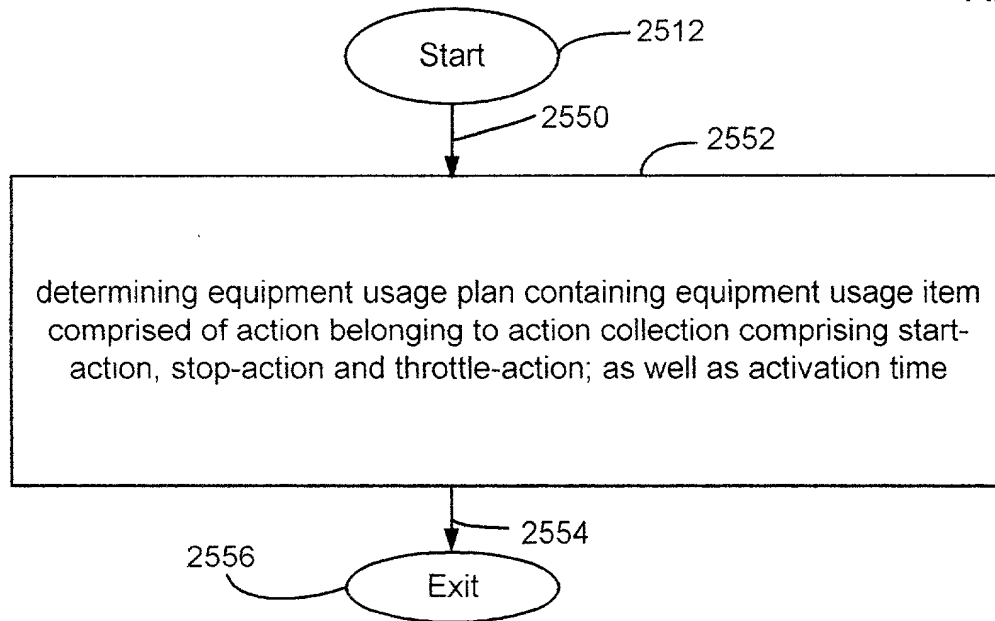 Start
2512
2550
2552
determining equipment usage plan containing equipment usage item
comprised of action belonging to action collection comprising start-
action, stop-action and throttle-action; as well as activation time
2554
2556
Exit